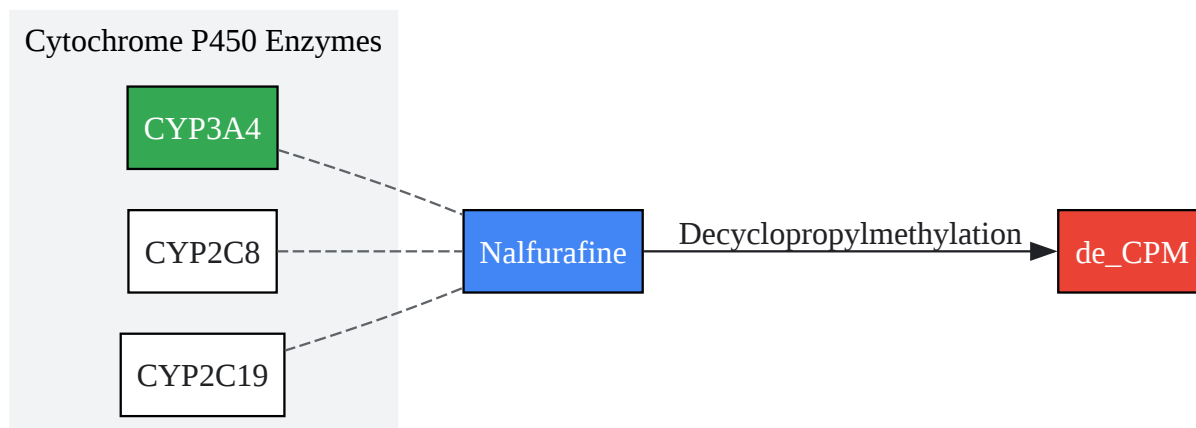 Cytochrome P450 Enzymes
CYP3A4
CYP2C8
CYP2C19
Nalfurafine
Decyclopropylmethylation
de_CPM